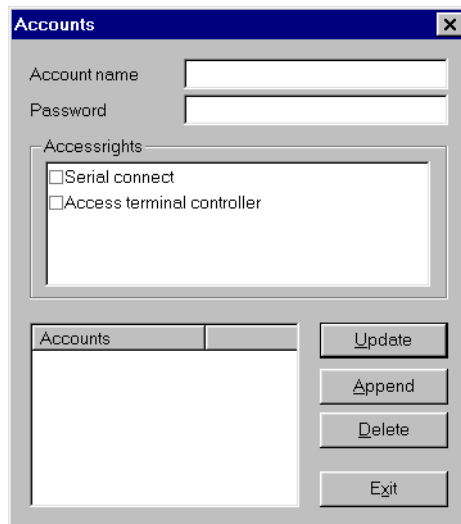 Accounts
Account name
Password
Accessrights
Serial connect
Access terminal controller
Accounts
Update
Append
Delete
Exit